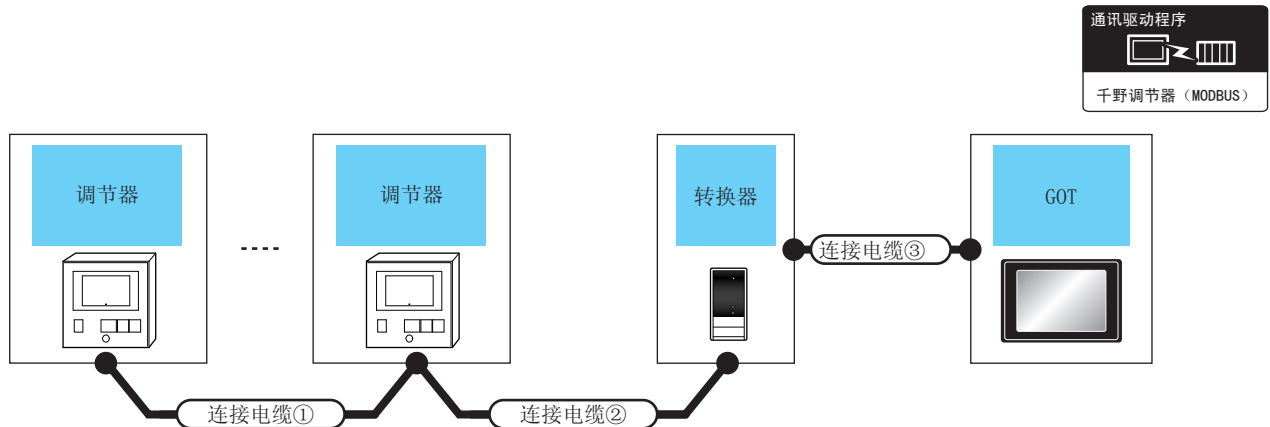 通讯驱动程序
千野调节器（MODBUS）
调节器
调节器
转换器
GOT
连接电缆③
连接电缆①
连接电缆②